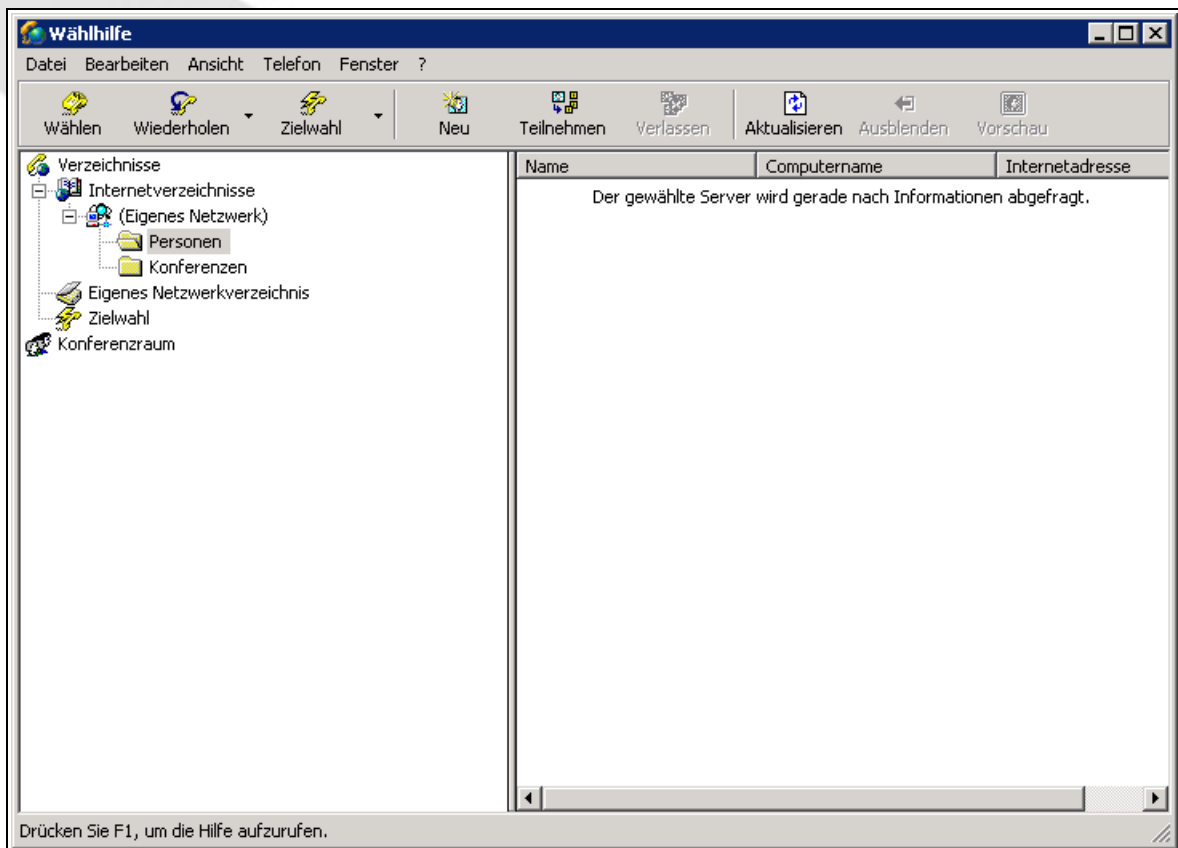 Wählhilfe
Datei Bearbeiten Ansicht Telefon Fenster ?
Wählen Wiederholen Zielwahl Neu Teilnehmen Verlassen Aktualisieren Ausblenden Vorschau
Verzeichnisse
Internetverzeichnisse
(Eigenes Netzwerk)
Personen
Konferenzen
Eigenes Netzwerkverzeichnis
Zielwahl
Konferenzraum
Name Computername Internetadresse
Der gewählte Server wird gerade nach Informationen abgefragt.
Drücken Sie F1, um die Hilfe aufzurufen.